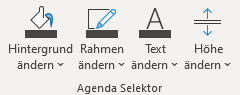 Hintergrund Rahmen Text Höhe
ändern ändern ändern ändern
Agenda Selektor